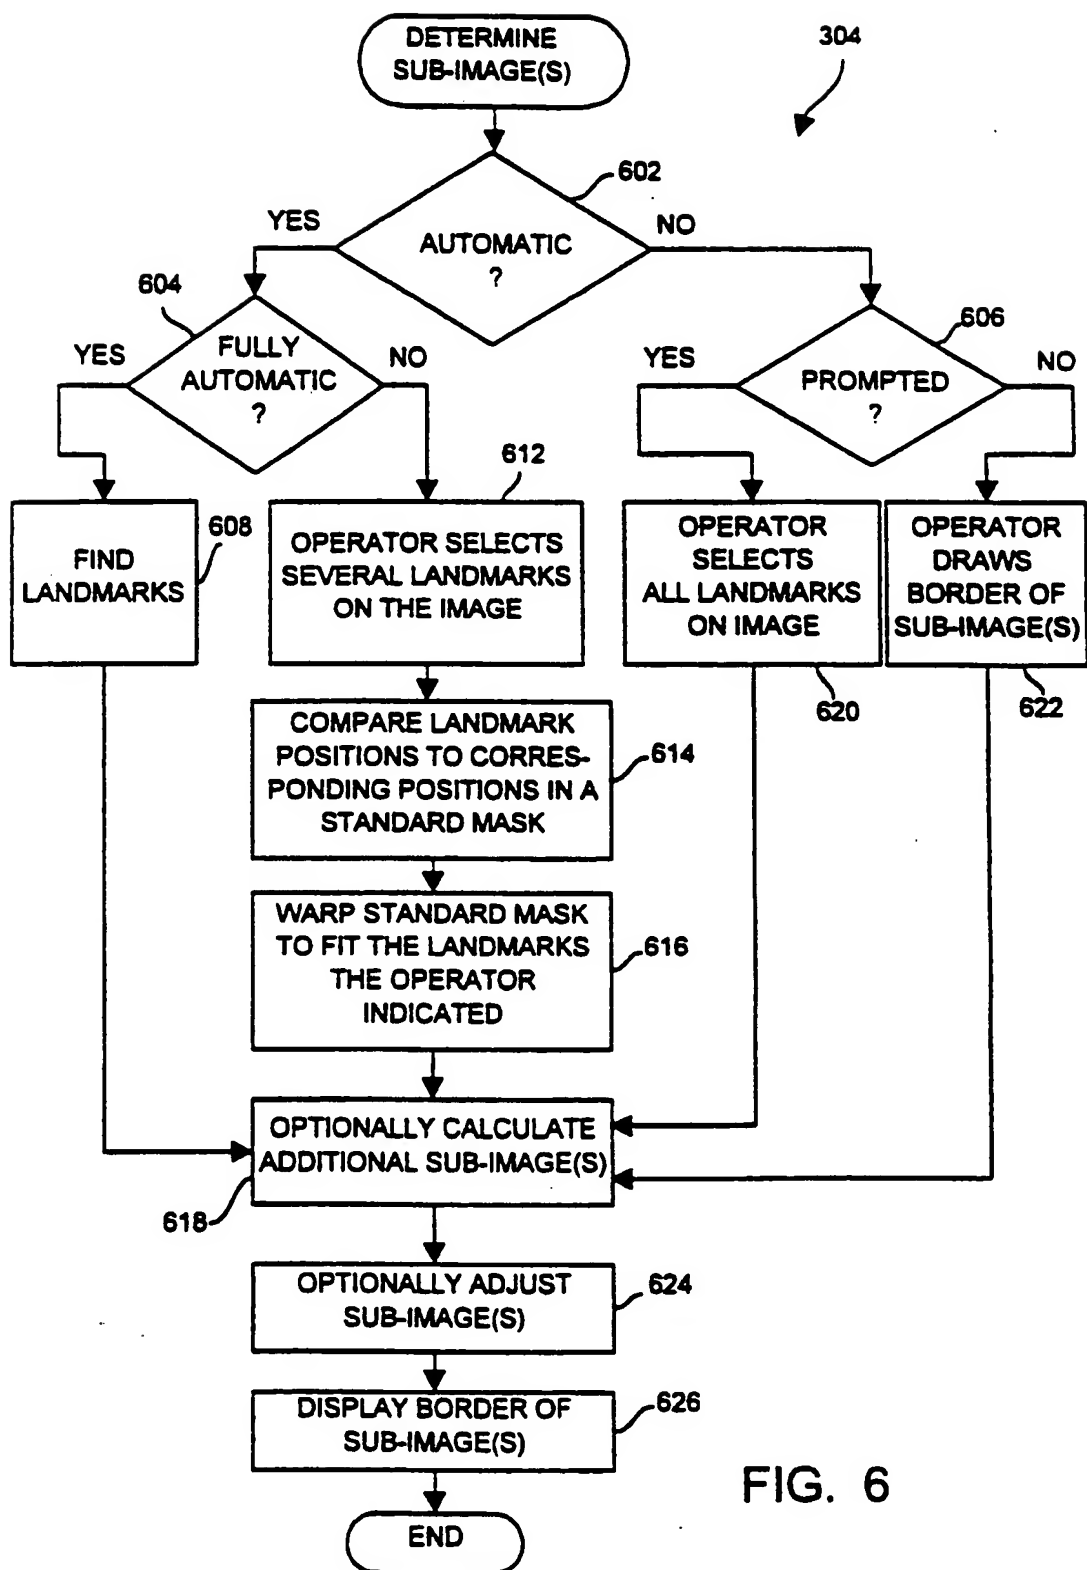 DETERMINE
SUB-IMAGE(S)
304
602
YES
NO
AUTOMATIC
?
604
606
YES
FULLY
AUTOMATIC
?
NO
YES
PROMPTED
?
NO
612
608
FIND
LANDMARKS
OPERATOR SELECTS
SEVERAL LANDMARKS
ON THE IMAGE
OPERATOR
SELECTS
ALL LANDMARKS
ON IMAGE
OPERATOR
DRAWS
BORDER OF
SUB-IMAGE(S)
620
622
COMPARE LANDMARK
POSITIONS TO CORRES-
PONDING POSITIONS IN A
STANDARD MASK
614
WARP STANDARD MASK
TO FIT THE LANDMARKS
THE OPERATOR
INDICATED
616
OPTIONALLY CALCULATE
ADDITIONAL SUB-IMAGE(S)
618
OPTIONALLY ADJUST
SUB-IMAGE(S)
624
DISPLAY BORDER OF
SUB-IMAGE(S)
626
END
FIG. 6